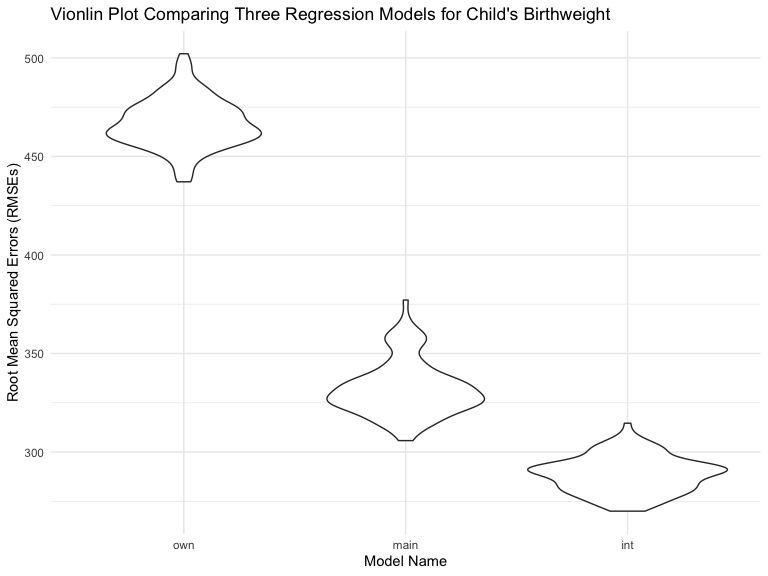 Vionlin Plot Comparing Three Regression Models for Child's Birthweight
500
450
400
350
300
Root Mean Squared Errors (RMSEs)
own
main
int
Model Name